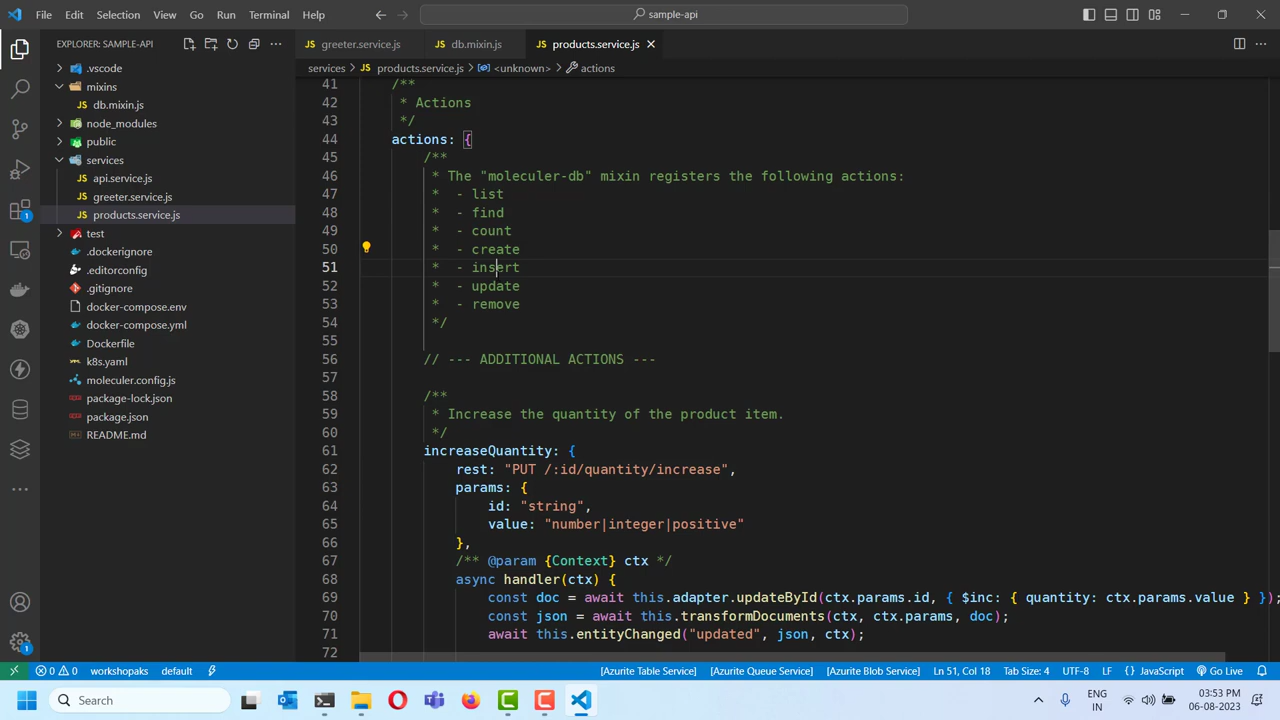 File Edit Selection View Go Run Terminal Help
sample-api
EXPLORER: SAMPLE-API
.vscode
mixins
db.mixin.js
node_modules
public
services
api.service.js
greeter.service.js
products.service.js
test
.dockerignore
.editorconfig
.gitignore
docker-compose.env
docker-compose.yml
Dockerfile
k8s.yaml
moleculer.config.js
package-lock.json
package.json
README.md
1
1
greeter.service.js db.mixin.js products.service.js
services > products.service.js > <unknown> > actions
41 /**
42 * Actions
43 */
44 actions: {
45 /**
46 * The "moleculer-db" mixin registers the following actions:
47 * - list
48 * - find
49 * - count
50 * - create
51 * - insert
52 * - update
53 * - remove
54 */
55
56 // --- ADDITIONAL ACTIONS ---
57
58 /**
59 * Increase the quantity of the product item.
60 */
61 increaseQuantity: {
62 rest: "PUT /:id/quantity/increase",
63 params: {
64 id: "string",
65 value: "number|integer|positive"
66 },
67 /** @param {Context} ctx */
68 async handler(ctx) {
69 const doc = await this.adapter.updateById(ctx.params.id, { $inc: { quantity: ctx.params.value } });
70 const json = await this.transformDocuments(ctx, ctx.params, doc);
71 await this.entityChanged("updated", json, ctx);
72
0 0 workshopaks default [Azurite Table Service] [Azurite Queue Service] [Azurite Blob Service] Ln 51, Col 18 Tab Size: 4 UTF-8 LF {} JavaScript Go Live
Search
ENG
IN
03:53 PM
06-08-2023